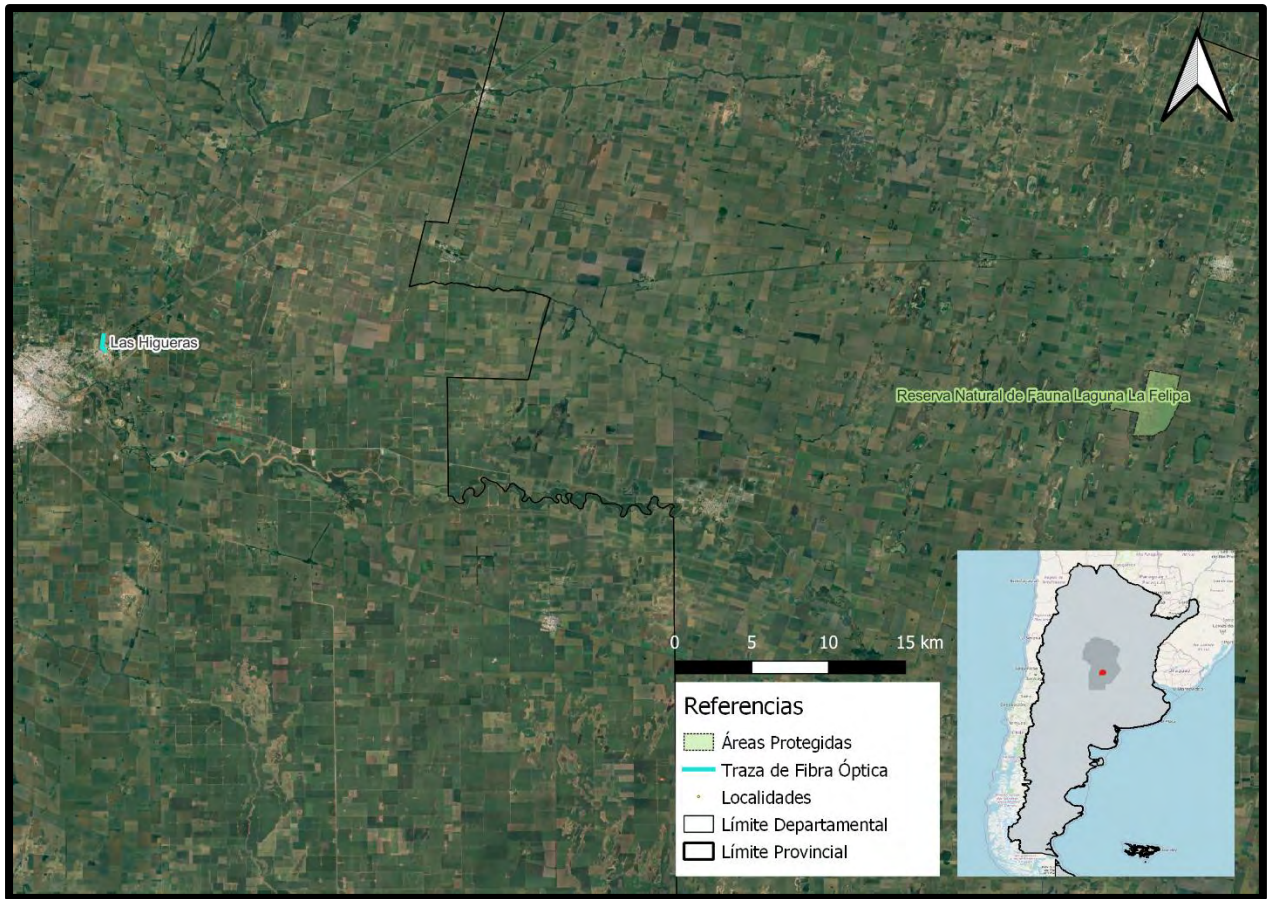 Las Higueras
Reserva Natural de Fauna Laguna La Felipa
0 5 10 15 km
Referencias
Áreas Protegidas
Traza de Fibra Óptica
Localidades
Límite Departamental
Límite Provincial